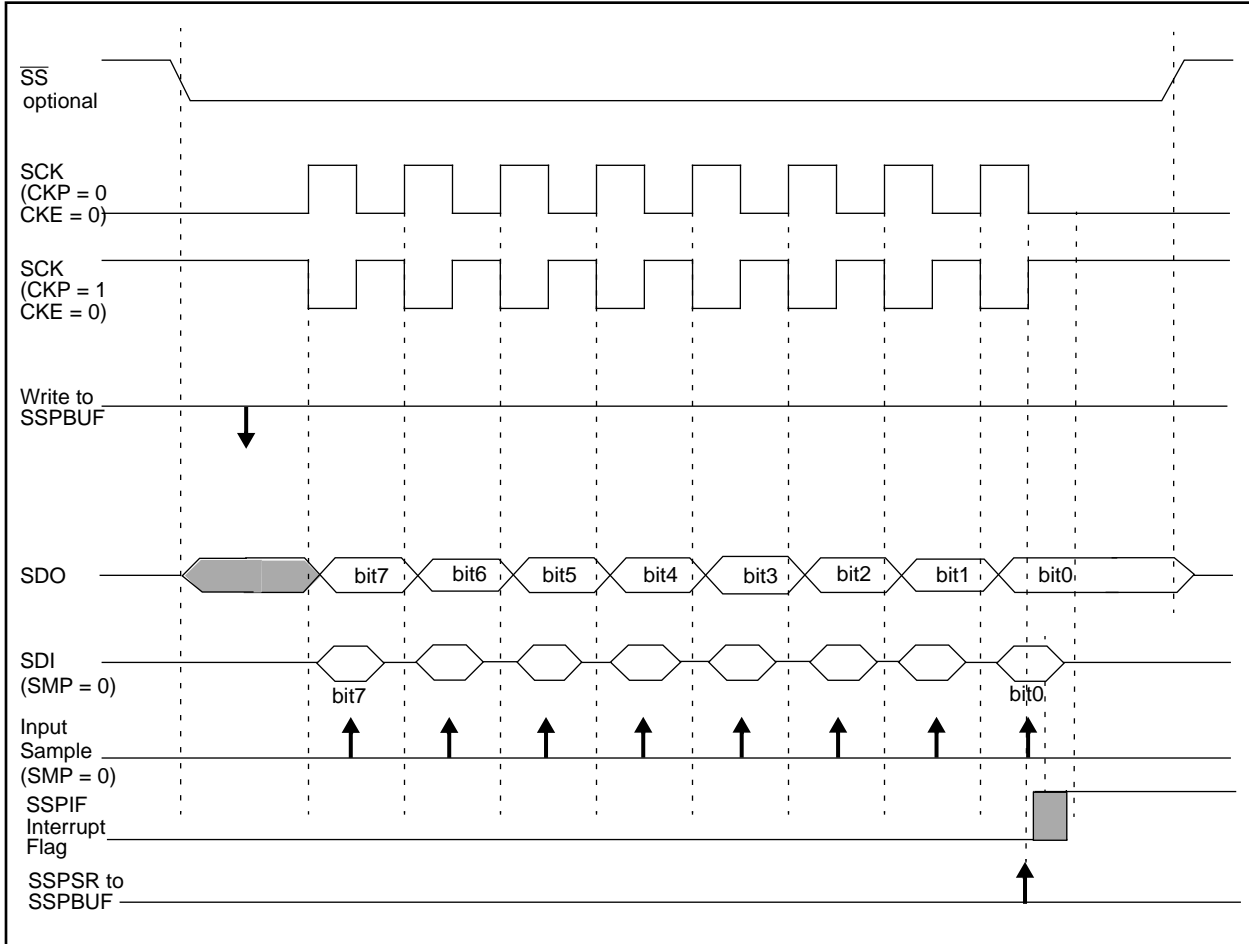 SS
optional
SCK
(CKP = 0
CKE = 0)
SCK
(CKP = 1
CKE = 0)
Write to
SSPBUF
SDO
bit7 bit6 bit5 bit4 bit3 bit2 bit1 bit0
SDI
(SMP = 0)
bit7 bit0
Input
Sample
(SMP = 0)
SSPIF
Interrupt
Flag
SSPSR to
SSPBUF